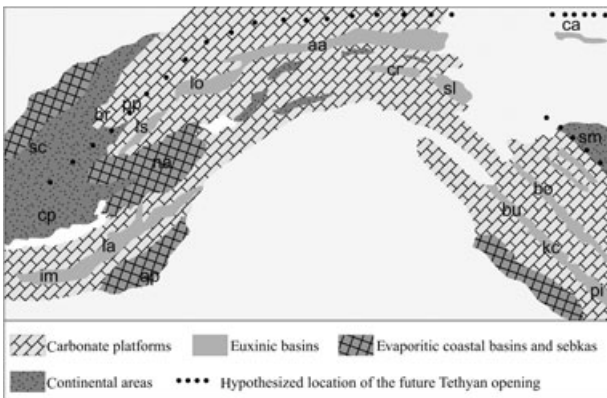 ca
aa
cr
sl
lo
pp
br
ls
sc
na
sm
cp
bo
bu
la
kc
im
ap
pi
Carbonate platforms
Euxinic basins
Evaporitic coastal basins and sebkas
Continental areas
Hypothesized location of the future Tethyan opening